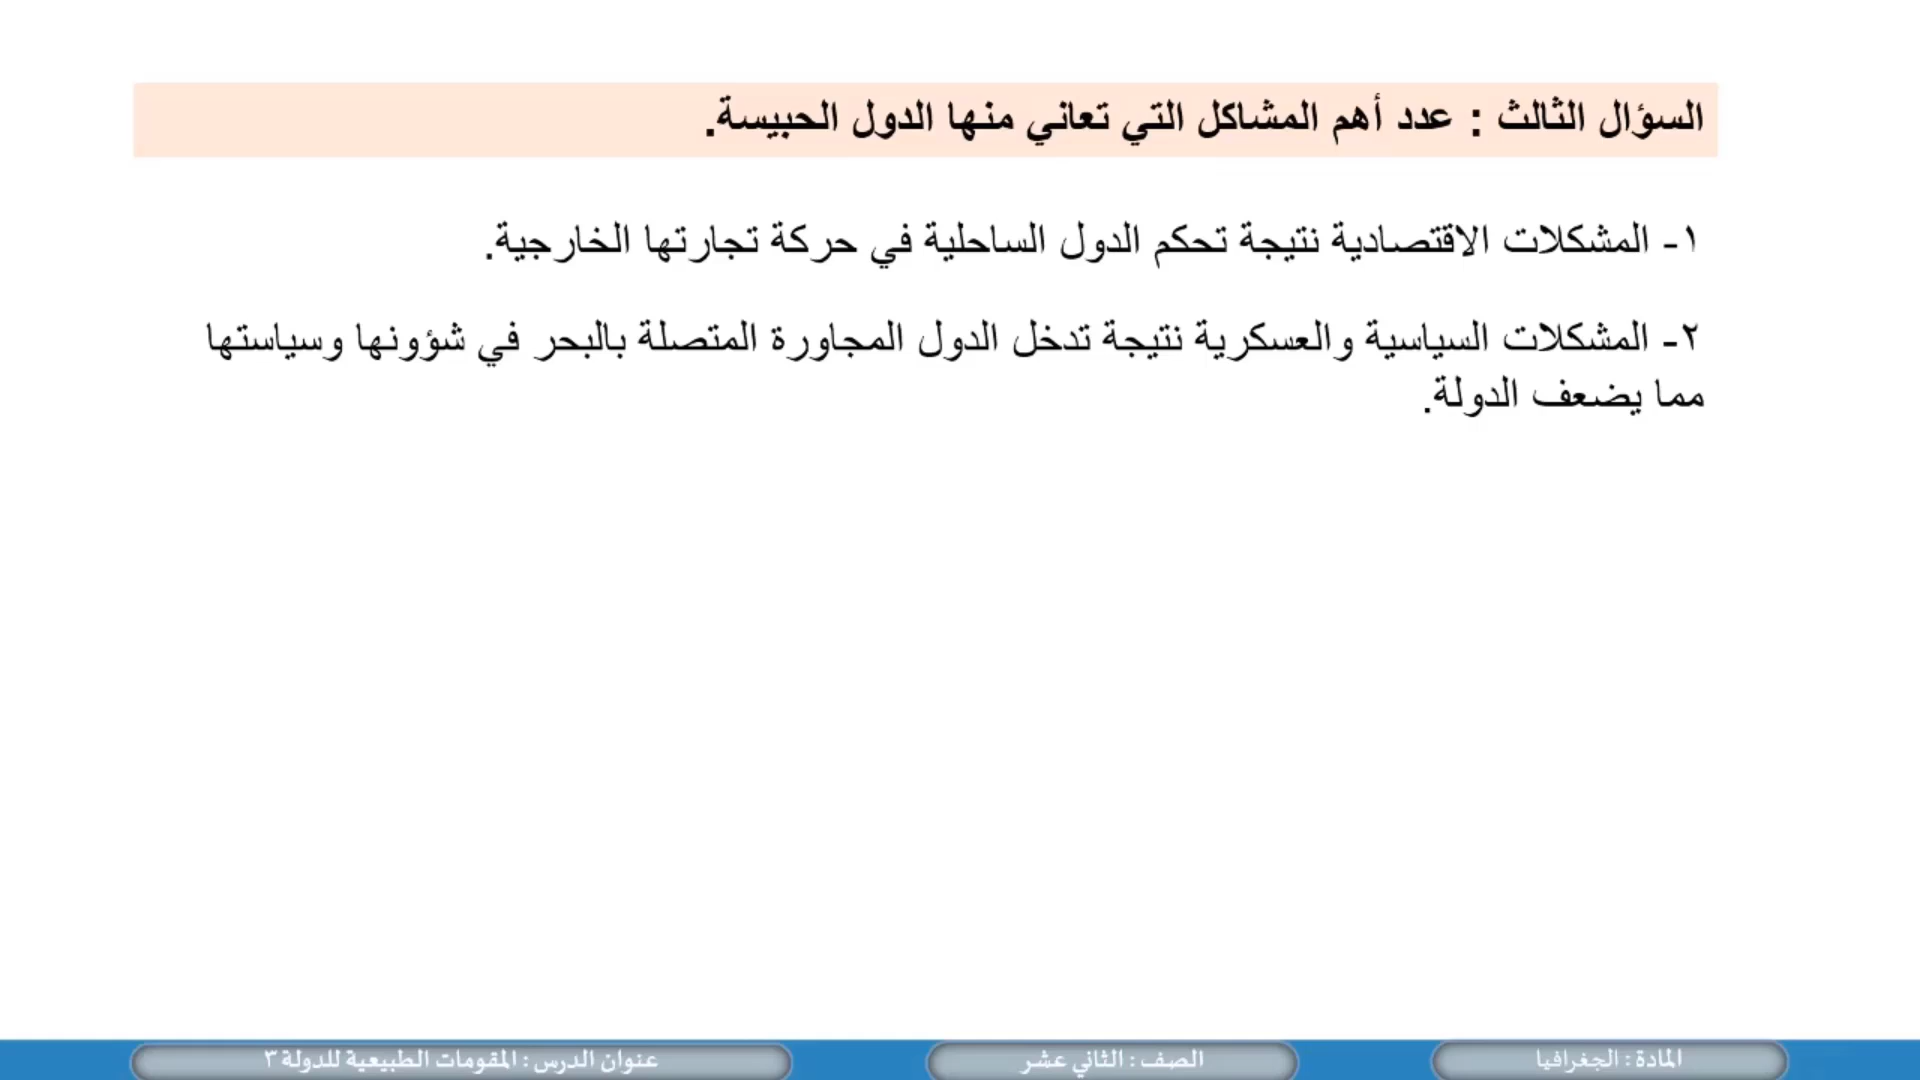 السؤال الثالث : عدد أهم المشاكل التي تعاني منها الدول الحبيسة.
١- المشكلات الاقتصادية نتيجة تحكم الدول الساحلية في حركة تجارتها الخارجية.
٢- المشكلات السياسية والعسكرية نتيجة تدخل الدول المجاورة المتصلة بالبحر في شؤونها وسياستها
مما يضعف الدولة.
المادة : الجغرافيا
الصف : الثاني عشر
عنوان الدرس : المقومات الطبيعية للدولة ٣